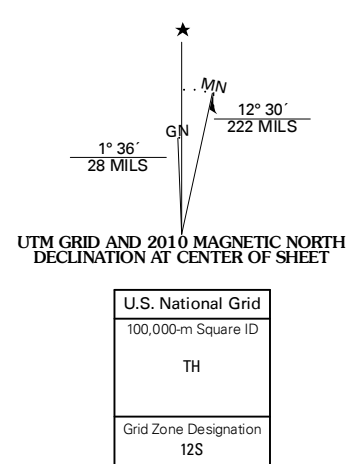 MN
GN
12° 30´
222 MILS
1° 36´
28 MILS
UTM GRID AND 2010 MAGNETIC NORTH
DECLINATION AT CENTER OF SHEET
U.S. National Grid
100,000-m Square ID
TH
Grid Zone Designation
12S